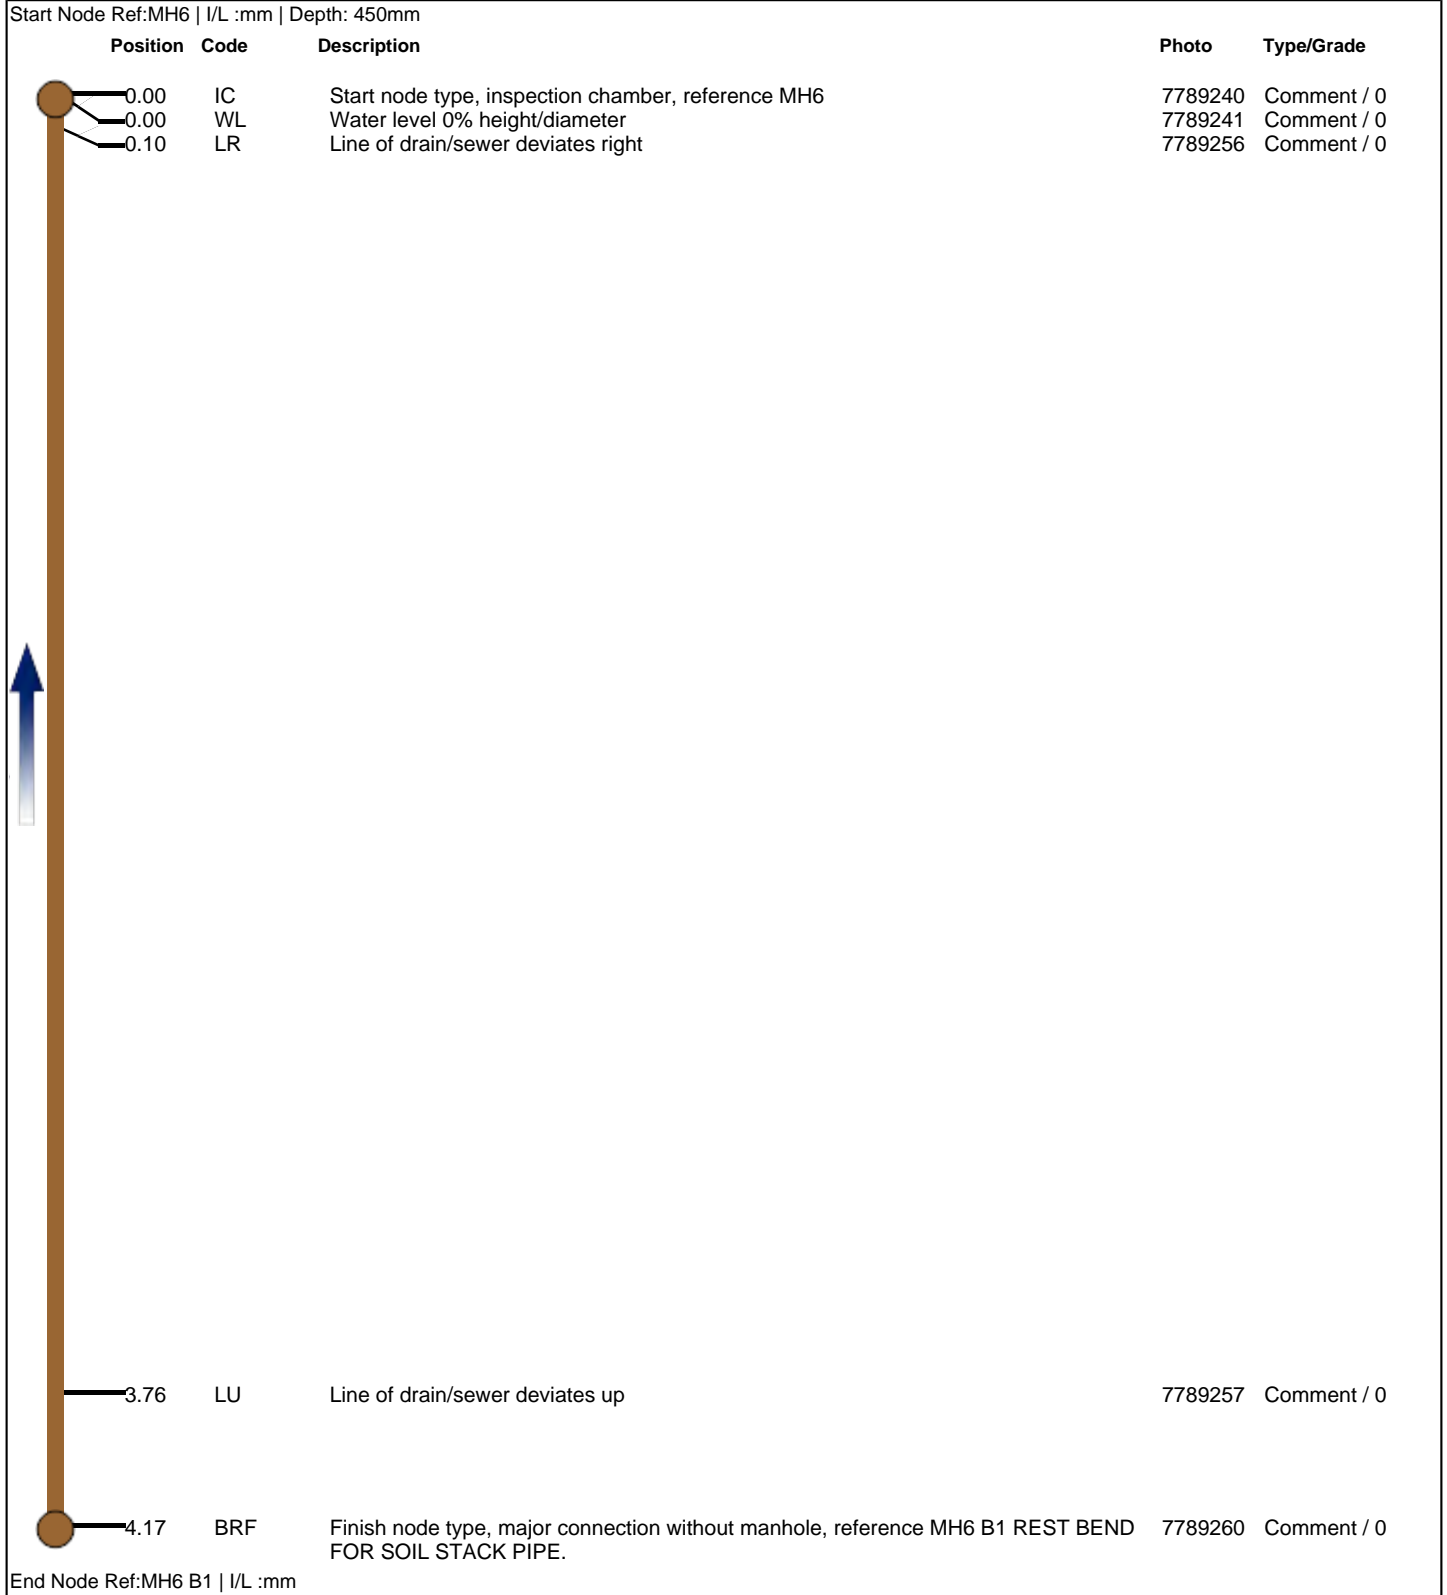 Start Node Ref:MH6 | I/L :mm | Depth: 450mm
Position Code Description Photo Type/Grade
0.00 IC Start node type, inspection chamber, reference MH6 7789240 Comment / 0
0.00 WL Water level 0% height/diameter 7789241 Comment / 0
0.10 LR Line of drain/sewer deviates right 7789256 Comment / 0
3.76 LU Line of drain/sewer deviates up 7789257 Comment / 0
4.17 BRF Finish node type, major connection without manhole, reference MH6 B1 REST BEND 7789260 Comment / 0
FOR SOIL STACK PIPE.
End Node Ref:MH6 B1 | I/L :mm